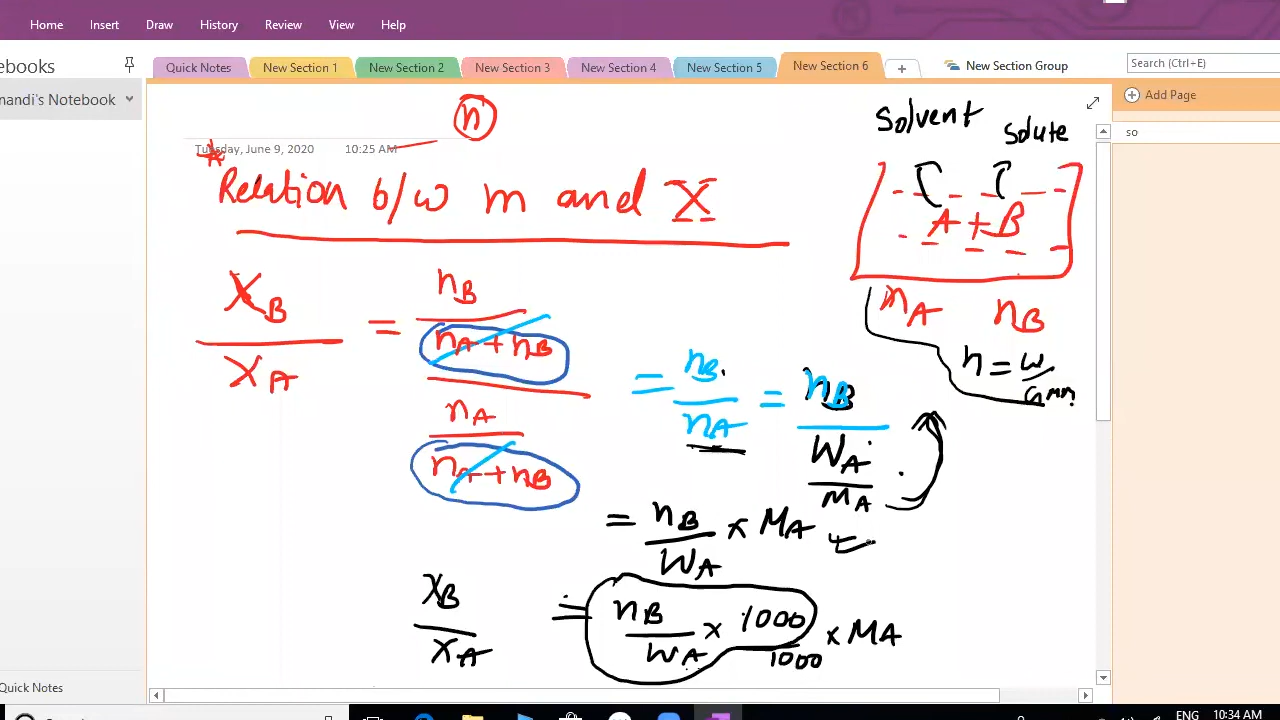 Home Insert Draw History Review View Help
ebooks
Quick Notes New Section 1 New Section 2 New Section 3 New Section 4 New Section 5 New Section 6 + New Section Group
Search (Ctrl+E)
nandi's Notebook
Add Page
so
n
Tuesday, June 9, 2020 10:25 AM
Solvent solute
Relation b/w m and X
A + B
nA nB
n = w/GMM
XB/XA = nB/(nA + nB) / nA/(nA + nB)
= nB/nA = nB/(WA/MA)
= nB/WA × MA
XB/XA = nB/WA × 1000/1000 × MA
Quick Notes
ENG 10:34 AM